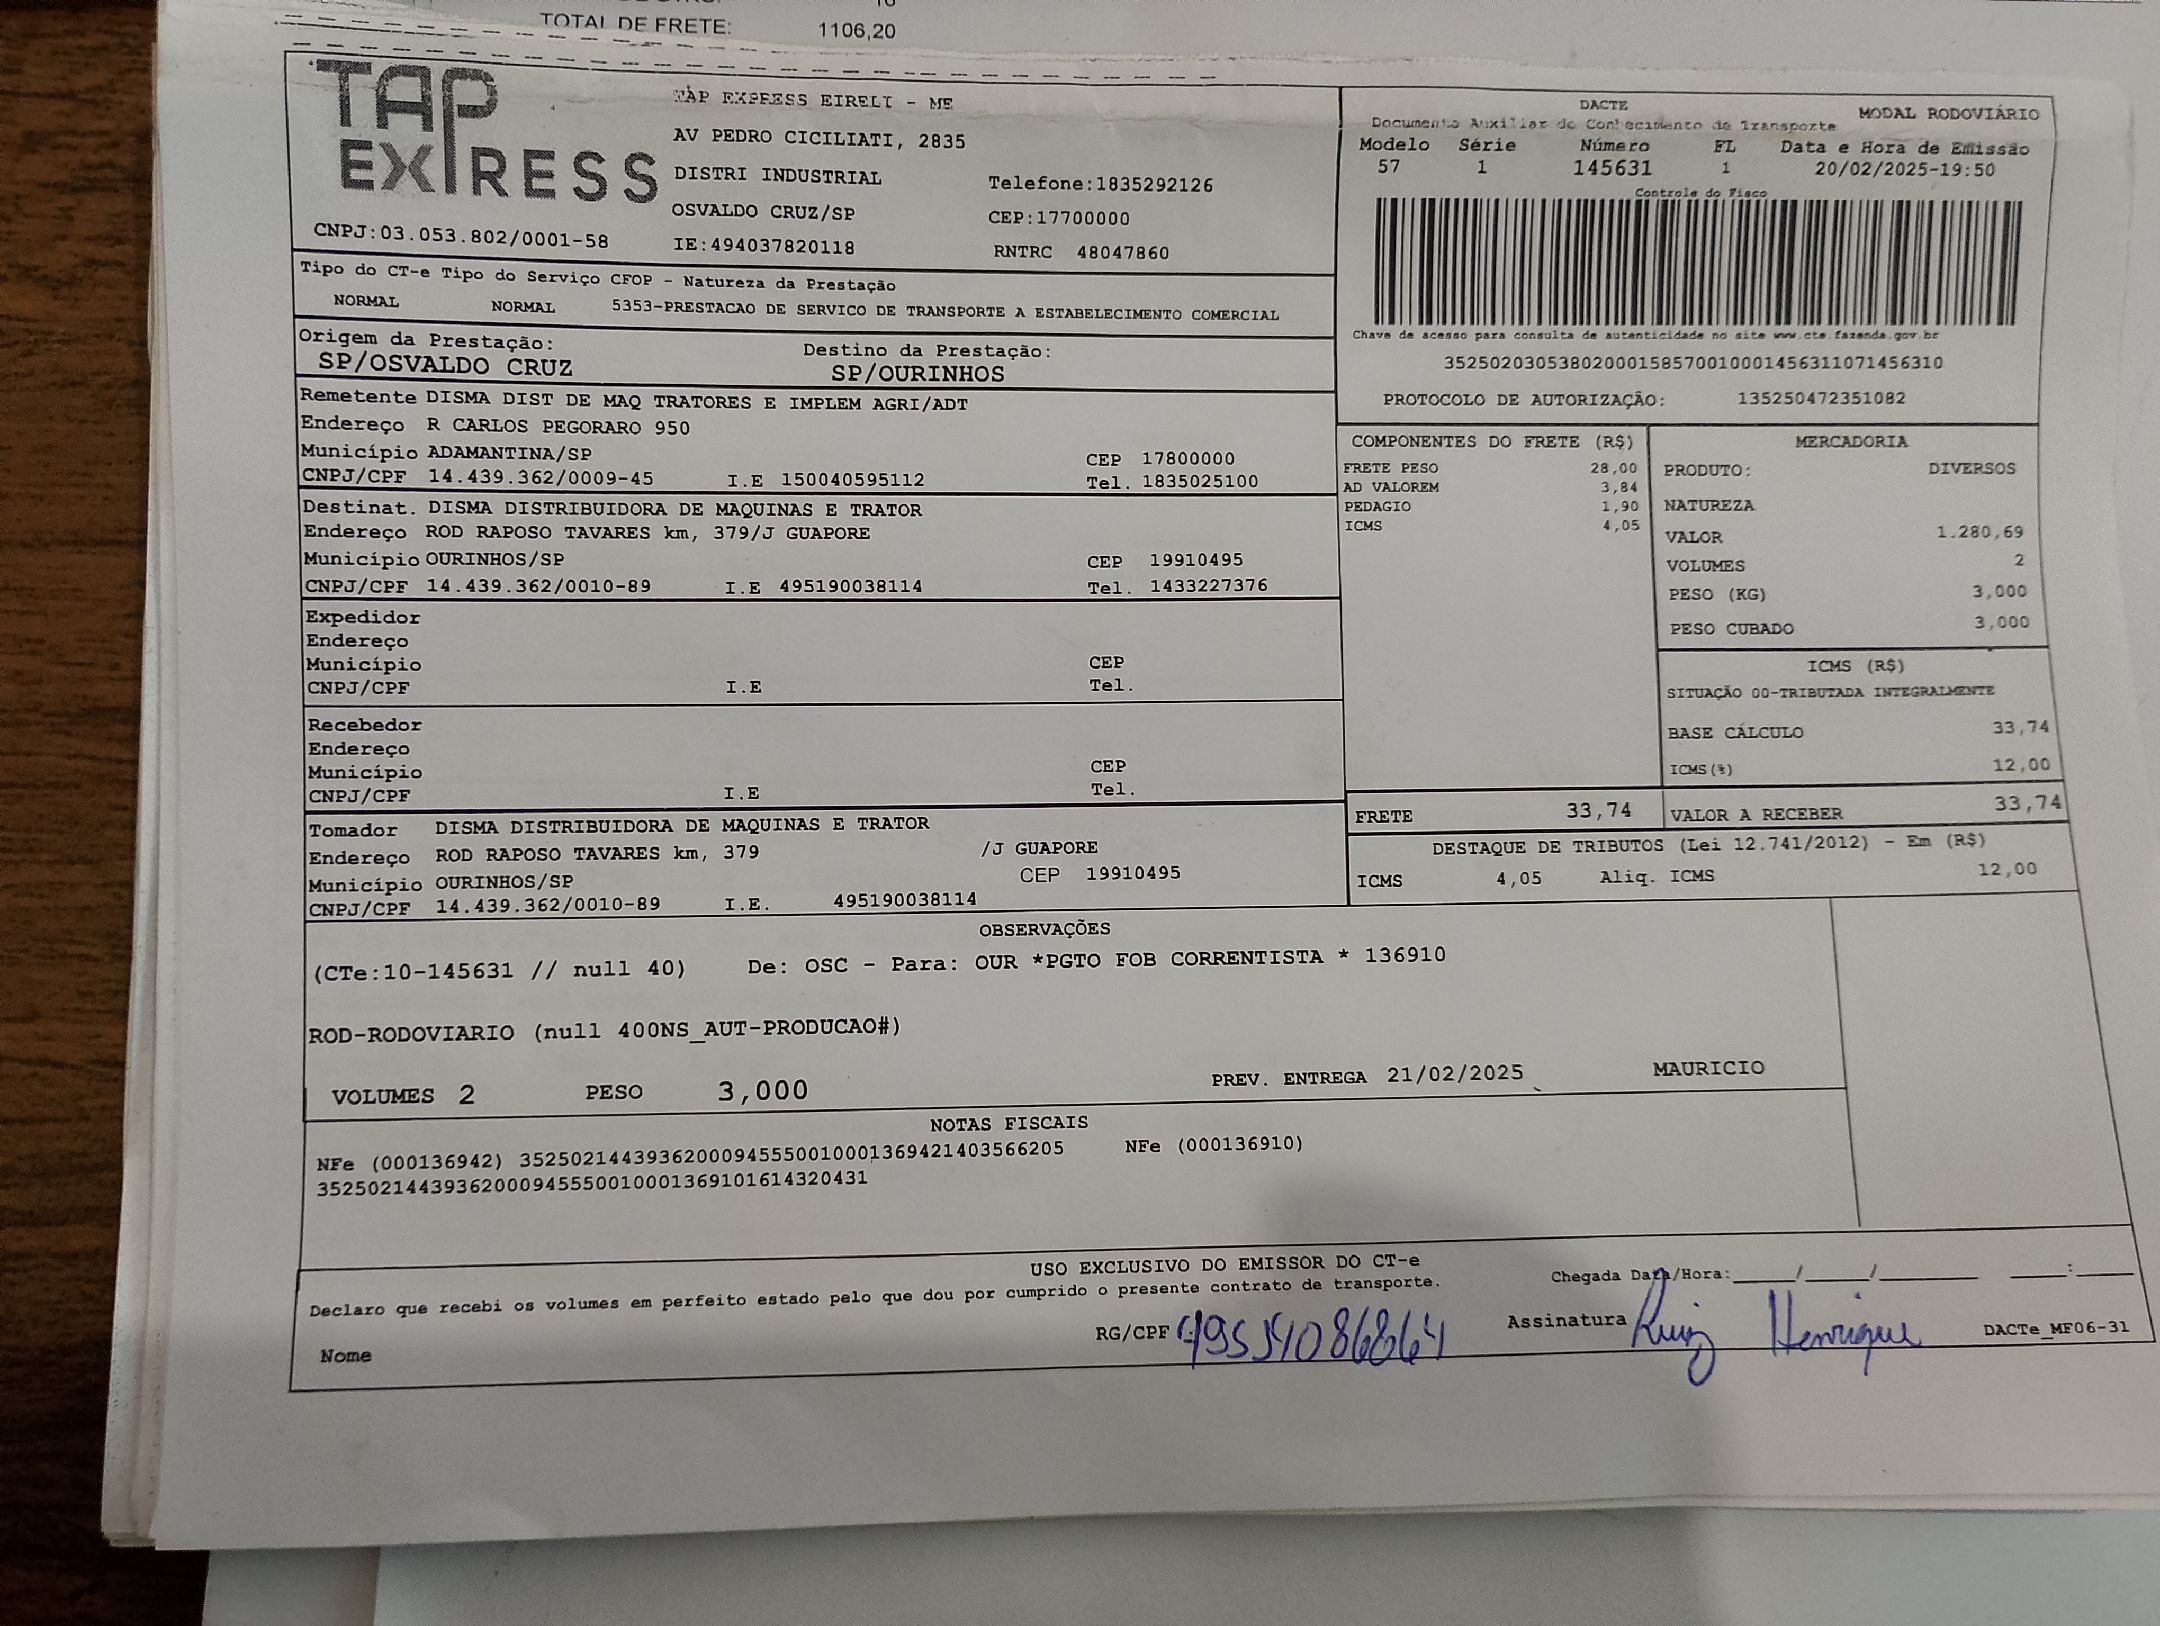 TOTAL DE FRETE: 1106,20
TAP EXPRESS
TAP EXPRESS EIRELI - ME
AV PEDRO CICILIATI, 2835
DISTRI INDUSTRIAL Telefone:1835292126
OSVALDO CRUZ/SP CEP:17700000
CNPJ:03.053.802/0001-58 IE:494037820118 RNTRC 48047860
DACTE MODAL RODOVIÁRIO
Documento Auxiliar do Conhecimento de Transporte
Modelo Série Número FL Data e Hora de Emissão
57 1 145631 1 20/02/2025-19:50
Controle do Fisco
Chave de acesso para consulta de autenticidade no site www.cte.fazenda.gov.br
35250203053802000158570010001456311071456310
PROTOCOLO DE AUTORIZAÇÃO: 135250472351082
Tipo do CT-e Tipo do Serviço CFOP - Natureza da Prestação
NORMAL NORMAL 5353-PRESTACAO DE SERVICO DE TRANSPORTE A ESTABELECIMENTO COMERCIAL
Origem da Prestação: Destino da Prestação:
SP/OSVALDO CRUZ SP/OURINHOS
Remetente DISMA DIST DE MAQ TRATORES E IMPLEM AGRI/ADT
Endereço R CARLOS PEGORARO 950
Município ADAMANTINA/SP CEP 17800000
CNPJ/CPF 14.439.362/0009-45 I.E 150040595112 Tel. 1835025100
Destinat. DISMA DISTRIBUIDORA DE MAQUINAS E TRATOR
Endereço ROD RAPOSO TAVARES km, 379/J GUAPORE
Município OURINHOS/SP CEP 19910495
CNPJ/CPF 14.439.362/0010-89 I.E 495190038114 Tel. 1433227376
Expedidor
Endereço
Município CEP
CNPJ/CPF I.E Tel.
Recebedor
Endereço
Município CEP
CNPJ/CPF I.E Tel.
Tomador DISMA DISTRIBUIDORA DE MAQUINAS E TRATOR
Endereço ROD RAPOSO TAVARES km, 379 /J GUAPORE
Município OURINHOS/SP CEP 19910495
CNPJ/CPF 14.439.362/0010-89 I.E. 495190038114
COMPONENTES DO FRETE (R$)
FRETE PESO 28,00
AD VALOREM 3,84
PEDAGIO 1,90
ICMS 4,05
MERCADORIA
PRODUTO: DIVERSOS
NATUREZA
VALOR 1.280,69
VOLUMES 2
PESO (KG) 3,000
PESO CUBADO 3,000
ICMS (R$)
SITUAÇÃO 00-TRIBUTADA INTEGRALMENTE
BASE CÁLCULO 33,74
ICMS(%) 12,00
FRETE 33,74 VALOR A RECEBER 33,74
DESTAQUE DE TRIBUTOS (Lei 12.741/2012) - Em (R$)
ICMS 4,05 Aliq. ICMS 12,00
OBSERVAÇÕES
(CTe:10-145631 // null 40) De: OSC - Para: OUR *PGTO FOB CORRENTISTA * 136910
ROD-RODOVIARIO (null 400NS_AUT-PRODUCAO#)
VOLUMES 2 PESO 3,000 PREV. ENTREGA 21/02/2025 MAURICIO
NOTAS FISCAIS
NFe (000136942) 35250214439362000945550010001369421403566205 NFe (000136910)
35250214439362000945550010001369101614320431
USO EXCLUSIVO DO EMISSOR DO CT-e
Declaro que recebi os volumes em perfeito estado pelo que dou por cumprido o presente contrato de transporte.
Chegada Data/Hora:_____/_____/________ ____:____
Nome RG/CPF Assinatura Henrique DACTe_MF06-31